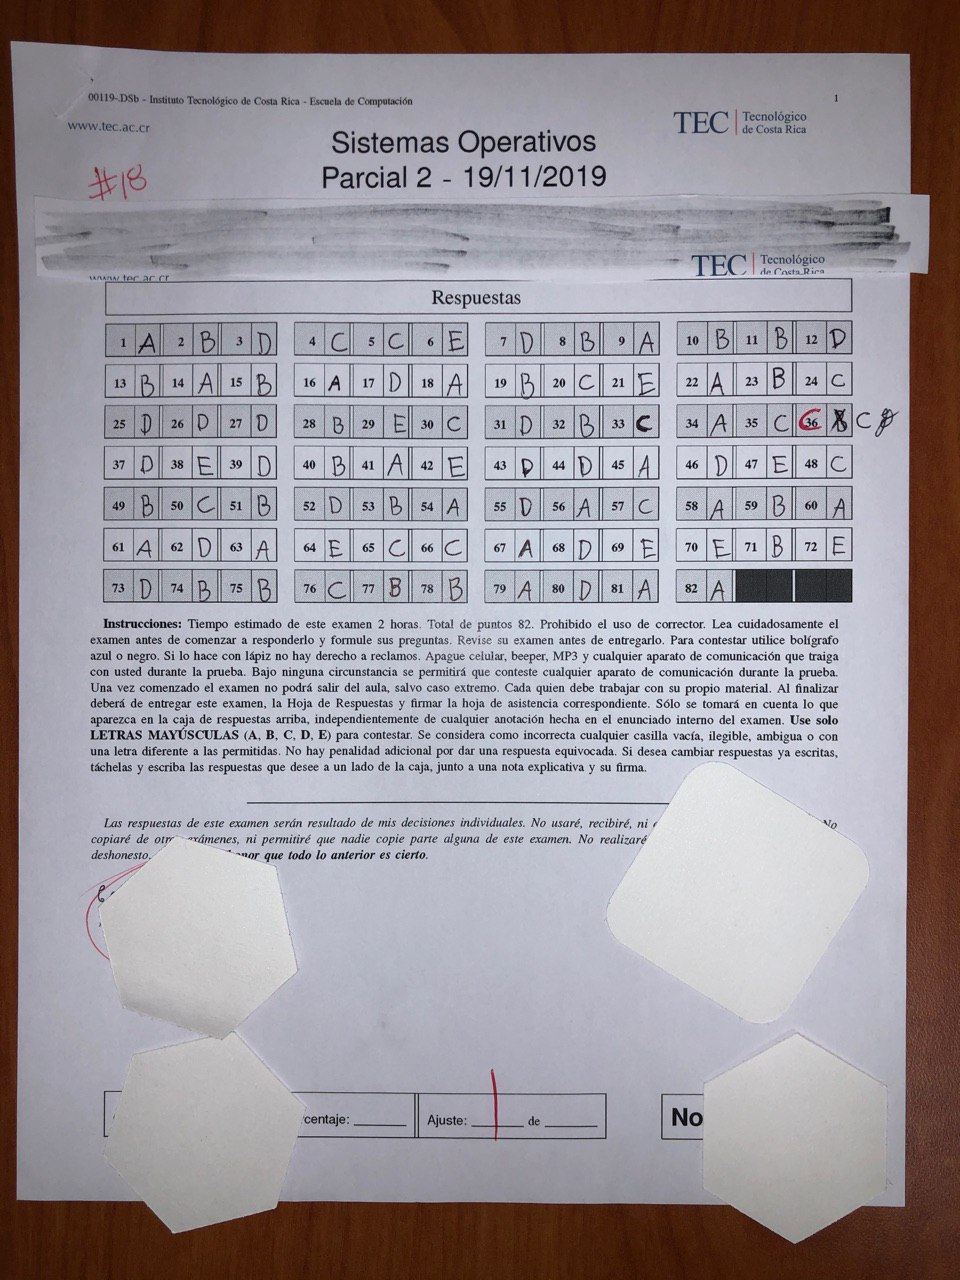 00119-DSb - Instituto Tecnológico de Costa Rica - Escuela de Computación
1
www.tec.ac.cr
TEC | Tecnológico
de Costa Rica
Sistemas Operativos
Parcial 2 - 19/11/2019
#18
TEC | Tecnológico
de Costa Rica
www.tec.ac.cr
Respuestas
1 A 2 B 3 D 4 C 5 C 6 E 7 D 8 B 9 A 10 B 11 B 12 D
13 B 14 A 15 B 16 A 17 D 18 A 19 B 20 C 21 E 22 A 23 B 24 C
25 D 26 D 27 D 28 B 29 E 30 C 31 D 32 B 33 C 34 A 35 C C 36 C
37 D 38 E 39 D 40 B 41 A 42 E 43 D 44 D 45 A 46 D 47 E 48 C
49 B 50 C 51 B 52 D 53 B 54 A 55 D 56 A 57 C 58 A 59 B 60 A
61 A 62 D 63 A 64 E 65 C 66 C 67 A 68 D 69 E 70 E 71 B 72 E
73 D 74 B 75 B 76 C 77 B 78 B 79 A 80 D 81 A 82 A
Instrucciones: Tiempo estimado de este examen 2 horas. Total de puntos 82. Prohibido el uso de corrector. Lea cuidadosamente el
examen antes de comenzar a responderlo y formule sus preguntas. Revise su examen antes de entregarlo. Para contestar utilice bolígrafo
azul o negro. Si lo hace con lápiz no hay derecho a reclamos. Apague celular, beeper, MP3 y cualquier aparato de comunicación que traiga
con usted durante la prueba. Bajo ninguna circunstancia se permitirá que conteste cualquier aparato de comunicación durante la prueba.
Una vez comenzado el examen no podrá salir del aula, salvo caso extremo. Cada quien debe trabajar con su propio material. Al finalizar
deberá de entregar este examen, la Hoja de Respuestas y firmar la hoja de asistencia correspondiente. Sólo se tomará en cuenta lo que
aparezca en la caja de respuestas arriba, independientemente de cualquier anotación hecha en el enunciado interno del examen. Use solo
LETRAS MAYÚSCULAS (A, B, C, D, E) para contestar. Se considera como incorrecta cualquier casilla vacía, ilegible, ambigua o con
una letra diferente a las permitidas. No hay penalidad adicional por dar una respuesta equivocada. Si desea cambiar respuestas ya escritas,
táchelas y escriba las respuestas que desee a un lado de la caja, junto a una nota explicativa y su firma.
Las respuestas de este examen serán resultado de mis decisiones individuales. No usaré, recibiré, ni No
copiaré de otros exámenes, ni permitiré que nadie copie parte alguna de este examen. No realizaré
deshonesto. honor que todo lo anterior es cierto.
centaje: ______ Ajuste: ______ de ______ No